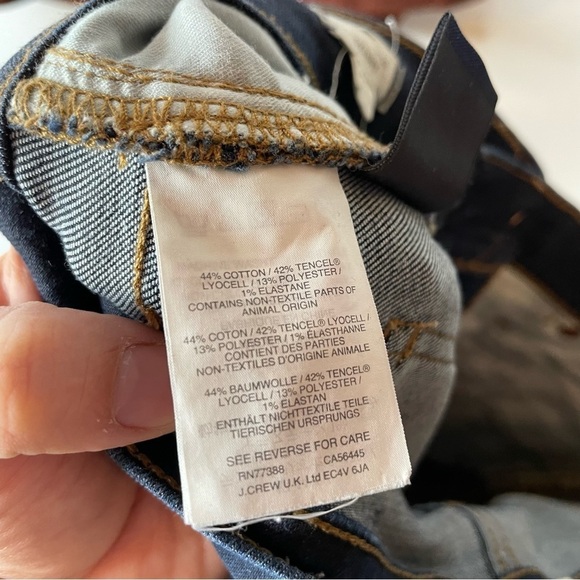 44% COTTON / 42% TENCEL®
LYOCELL / 13% POLYESTER /
1% ELASTANE
CONTAINS NON-TEXTILE PARTS OF
ANIMAL ORIGIN
44% COTON / 42% TENCEL® LYOCELL /
13% POLYESTER / 1% ÉLASTHANNE
CONTIENT DES PARTIES
NON-TEXTILES D'ORIGINE ANIMALE
44% BAUMWOLLE / 42% TENCEL®
LYOCELL / 13% POLYESTER /
1% ELASTAN
ENTHÄLT NICHTTEXTILE TEILE
TIERISCHEN URSPRUNGS
SEE REVERSE FOR CARE
RN77388 CA56445
J.CREW U.K. Ltd EC4V 6JA